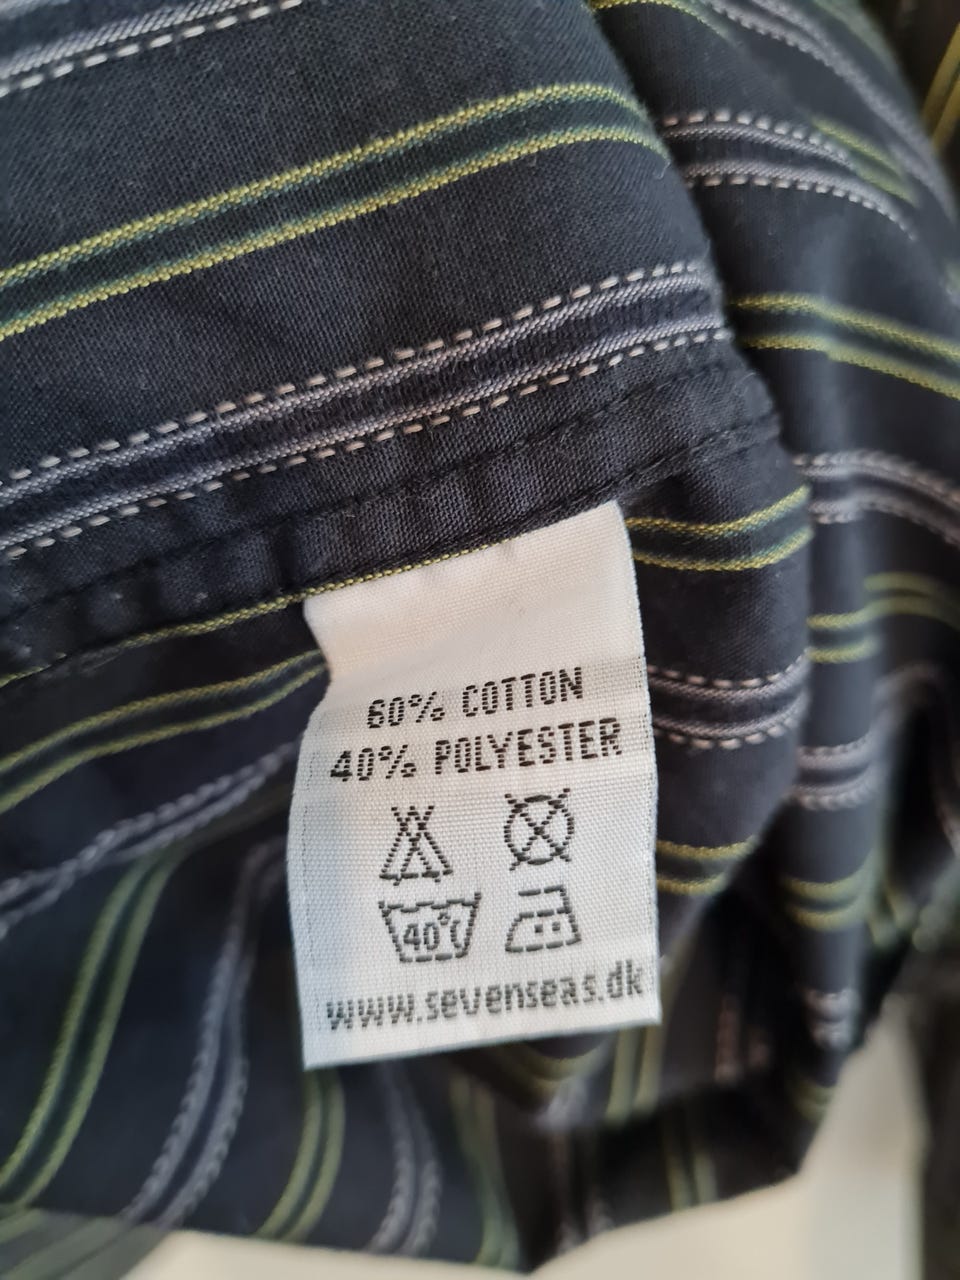 60% COTTON
40% POLYESTER
40°C
www.sevenseas.dk